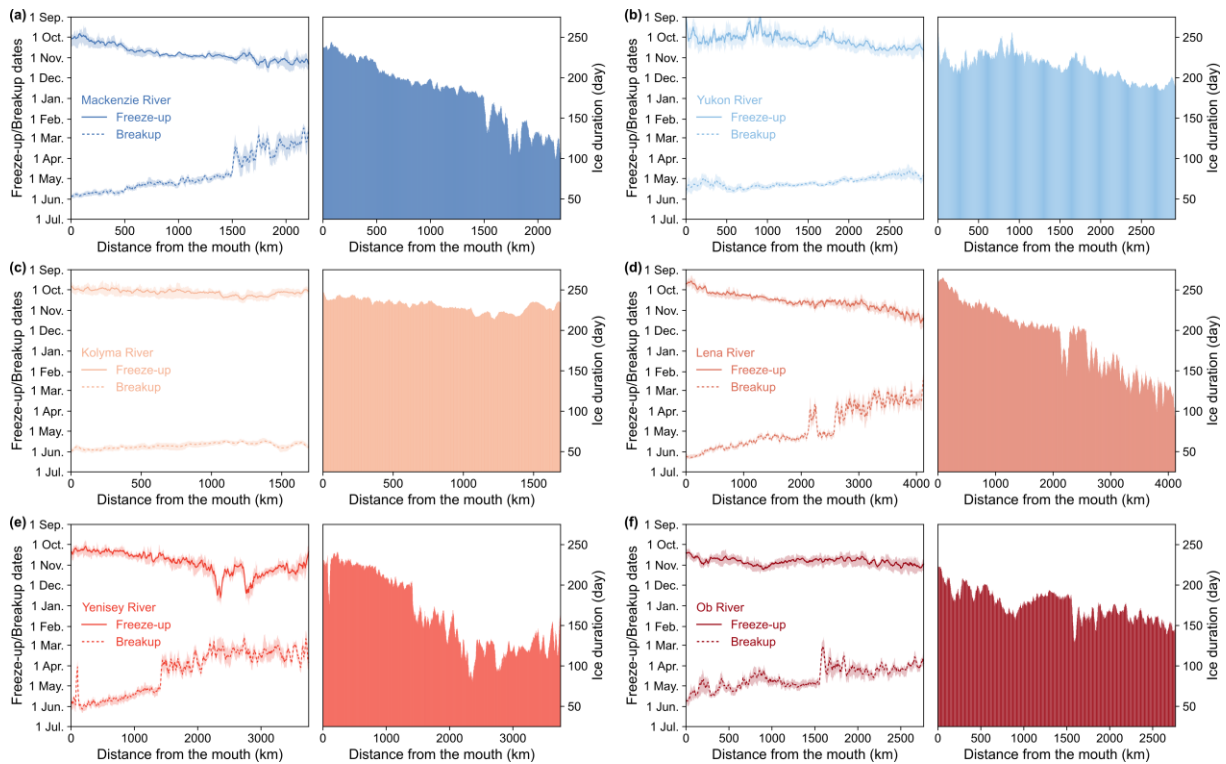 (a)
1 Sep.
1 Oct.
1 Nov.
1 Dec.
1 Jan.
1 Feb.
1 Mar.
1 Apr.
1 May.
1 Jun.
1 Jul.
Freeze-up/Breakup dates
Mackenzie River
Freeze-up
Breakup
0 500 1000 1500 2000
Distance from the mouth (km)
0 500 1000 1500 2000
Distance from the mouth (km)
250
200
150
100
50
Ice duration (day)
(b)
1 Sep.
1 Oct.
1 Nov.
1 Dec.
1 Jan.
1 Feb.
1 Mar.
1 Apr.
1 May.
1 Jun.
1 Jul.
Freeze-up/Breakup dates
Yukon River
Freeze-up
Breakup
0 500 1000 1500 2000 2500
Distance from the mouth (km)
0 500 1000 1500 2000 2500
Distance from the mouth (km)
250
200
150
100
50
Ice duration (day)
(c)
1 Sep.
1 Oct.
1 Nov.
1 Dec.
1 Jan.
1 Feb.
1 Mar.
1 Apr.
1 May.
1 Jun.
1 Jul.
Freeze-up/Breakup dates
Kolyma River
Freeze-up
Breakup
0 500 1000 1500
Distance from the mouth (km)
0 500 1000 1500
Distance from the mouth (km)
250
200
150
100
50
Ice duration (day)
(d)
1 Sep.
1 Oct.
1 Nov.
1 Dec.
1 Jan.
1 Feb.
1 Mar.
1 Apr.
1 May.
1 Jun.
1 Jul.
Freeze-up/Breakup dates
Lena River
Freeze-up
Breakup
0 1000 2000 3000 4000
Distance from the mouth (km)
0 1000 2000 3000 4000
Distance from the mouth (km)
250
200
150
100
50
Ice duration (day)
(e)
1 Sep.
1 Oct.
1 Nov.
1 Dec.
1 Jan.
1 Feb.
1 Mar.
1 Apr.
1 May.
1 Jun.
1 Jul.
Freeze-up/Breakup dates
Yenisey River
Freeze-up
Breakup
0 1000 2000 3000
Distance from the mouth (km)
0 1000 2000 3000
Distance from the mouth (km)
250
200
150
100
50
Ice duration (day)
(f)
1 Sep.
1 Oct.
1 Nov.
1 Dec.
1 Jan.
1 Feb.
1 Mar.
1 Apr.
1 May.
1 Jun.
1 Jul.
Freeze-up/Breakup dates
Ob River
Freeze-up
Breakup
0 500 1000 1500 2000 2500
Distance from the mouth (km)
0 500 1000 1500 2000 2500
Distance from the mouth (km)
250
200
150
100
50
Ice duration (day)